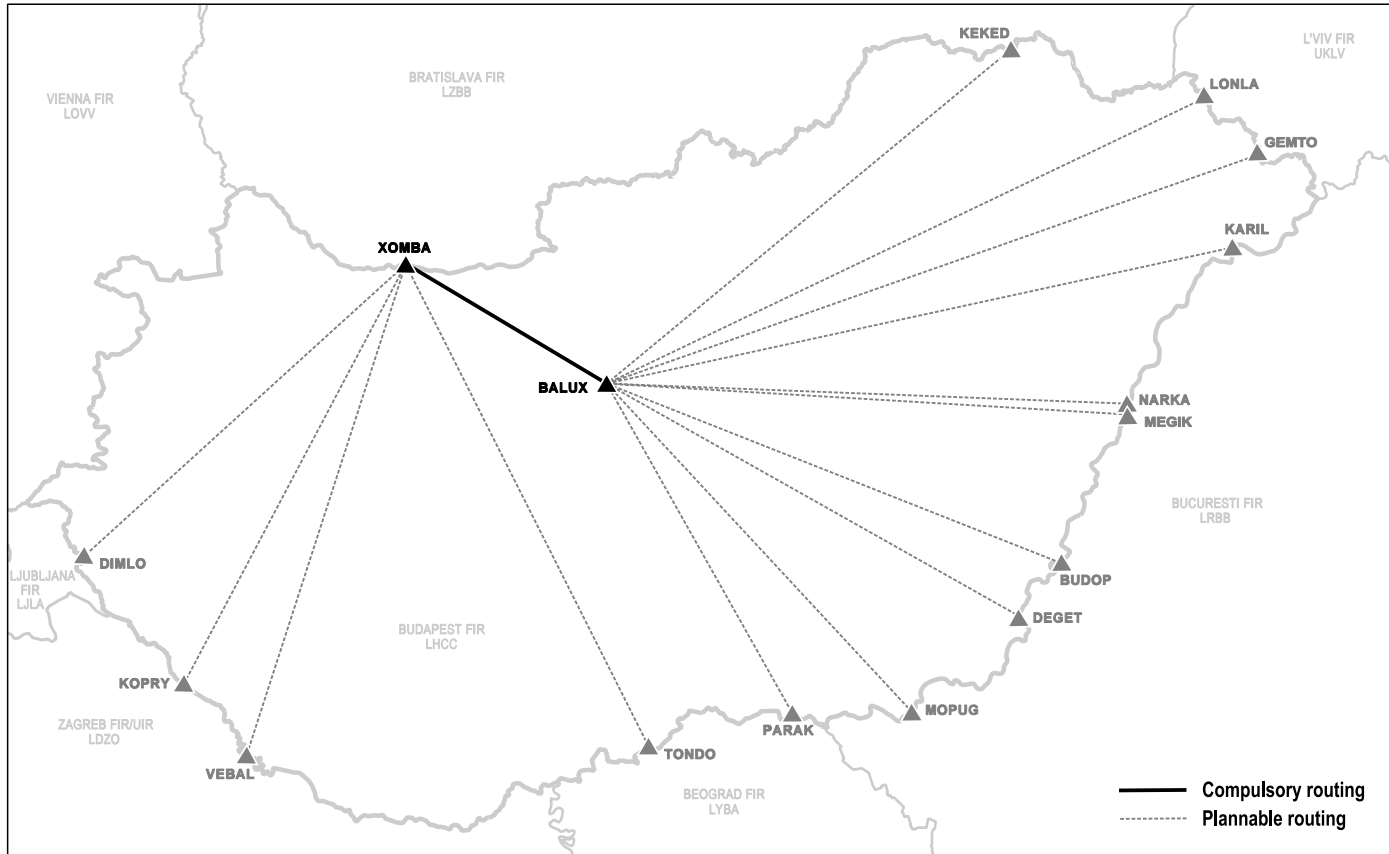 KEKED
L'VIV FIR
UKLV
BRATISLAVA FIR
LZBB
VIENNA FIR
LOVV
LONLA
GEMTO
KARIL
XOMBA
BALUX
NARKA
MEGIK
BUCURESTI FIR
LRBB
DIMLO
LJUBLJANA
FIR
LJLA
BUDOP
DEGET
BUDAPEST FIR
LHCC
KOPRY
MOPUG
ZAGREB FIR/UIR
LDZO
PARAK
TONDO
VEBAL
BEOGRAD FIR
LYBA
Compulsory routing
Plannable routing